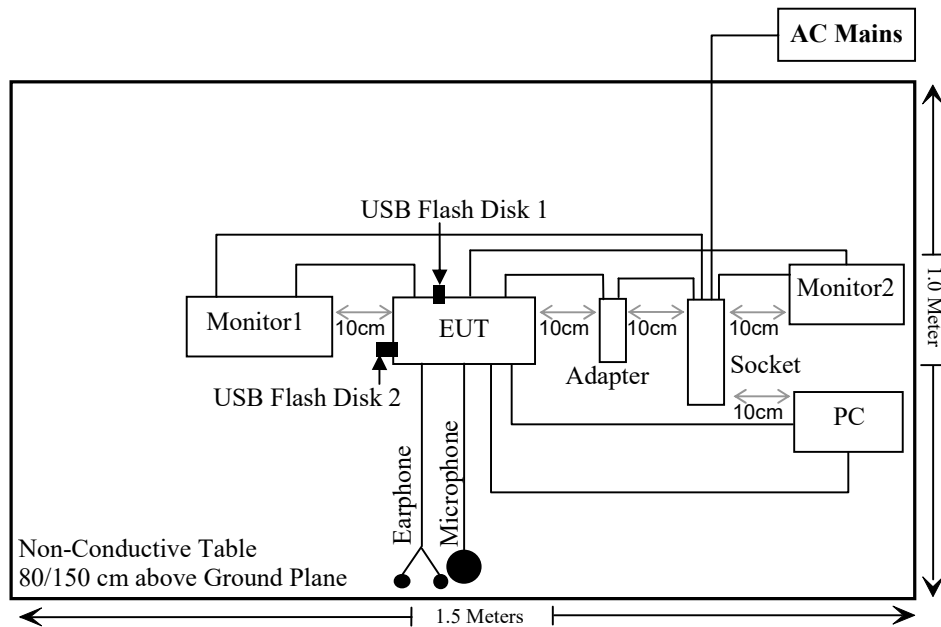 AC Mains
USB Flash Disk 1
Monitor1
10cm
EUT
10cm
Adapter
10cm
Socket
10cm
Monitor2
1.0 Meter
USB Flash Disk 2
10cm
PC
Earphone
Microphone
Non-Conductive Table
80/150 cm above Ground Plane
1.5 Meters